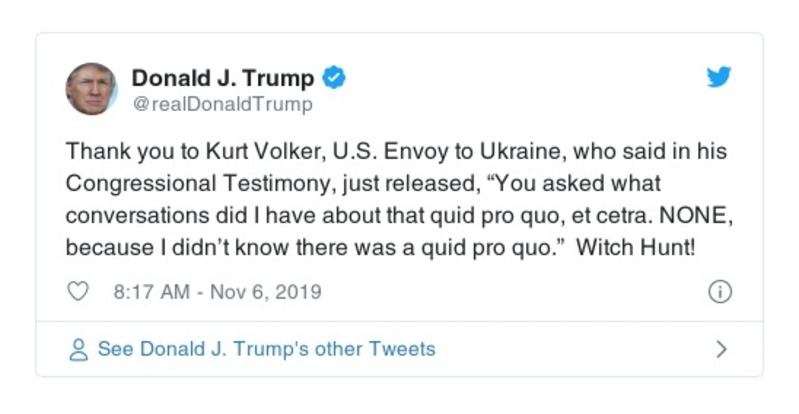 Donald J. Trump
@realDonaldTrump
Thank you to Kurt Volker, U.S. Envoy to Ukraine, who said in his
Congressional Testimony, just released, “You asked what
conversations did I have about that quid pro quo, et cetra. NONE,
because I didn’t know there was a quid pro quo.”  Witch Hunt!
8:17 AM - Nov 6, 2019
See Donald J. Trump's other Tweets